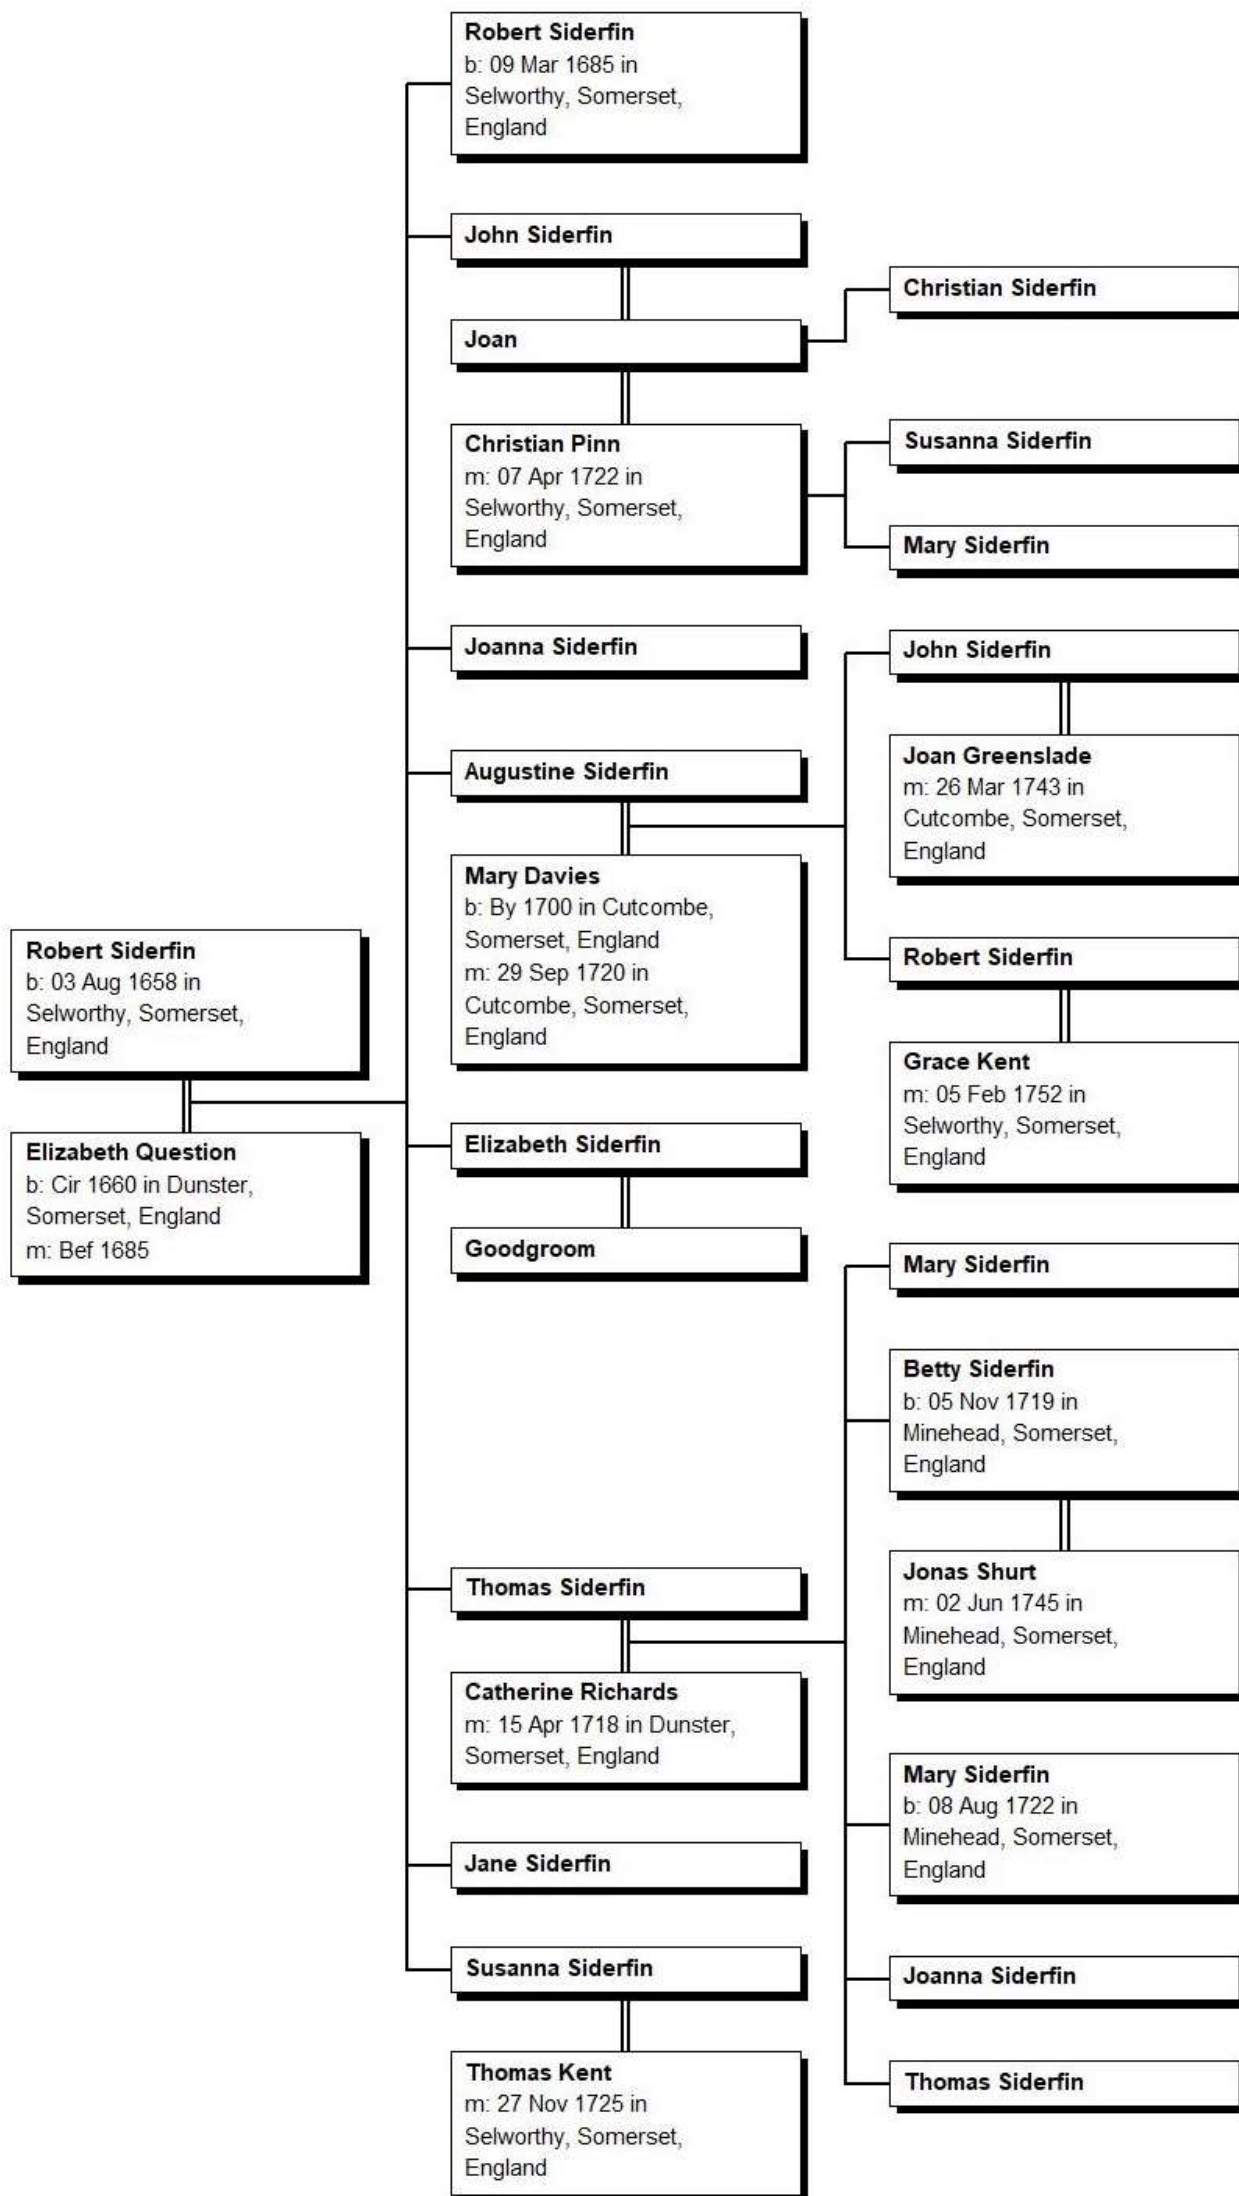 Robert Siderfin
b: 03 Aug 1658 in
Selworthy, Somerset,
England
Elizabeth Question
b: Cir 1660 in Dunster,
Somerset, England
m: Bef 1685
Robert Siderfin
b: 09 Mar 1685 in
Selworthy, Somerset,
England
John Siderfin
Joan
Christian Pinn
m: 07 Apr 1722 in
Selworthy, Somerset,
England
Joanna Siderfin
Augustine Siderfin
Mary Davies
b: By 1700 in Cutcombe,
Somerset, England
m: 29 Sep 1720 in
Cutcombe, Somerset,
England
Elizabeth Siderfin
Goodgroom
Thomas Siderfin
Catherine Richards
m: 15 Apr 1718 in Dunster,
Somerset, England
Jane Siderfin
Susanna Siderfin
Thomas Kent
m: 27 Nov 1725 in
Selworthy, Somerset,
England
Christian Siderfin
Susanna Siderfin
Mary Siderfin
John Siderfin
Joan Greenslade
m: 26 Mar 1743 in
Cutcombe, Somerset,
England
Robert Siderfin
Grace Kent
m: 05 Feb 1752 in
Selworthy, Somerset,
England
Mary Siderfin
Betty Siderfin
b: 05 Nov 1719 in
Minehead, Somerset,
England
Jonas Shurt
m: 02 Jun 1745 in
Minehead, Somerset,
England
Mary Siderfin
b: 08 Aug 1722 in
Minehead, Somerset,
England
Joanna Siderfin
Thomas Siderfin